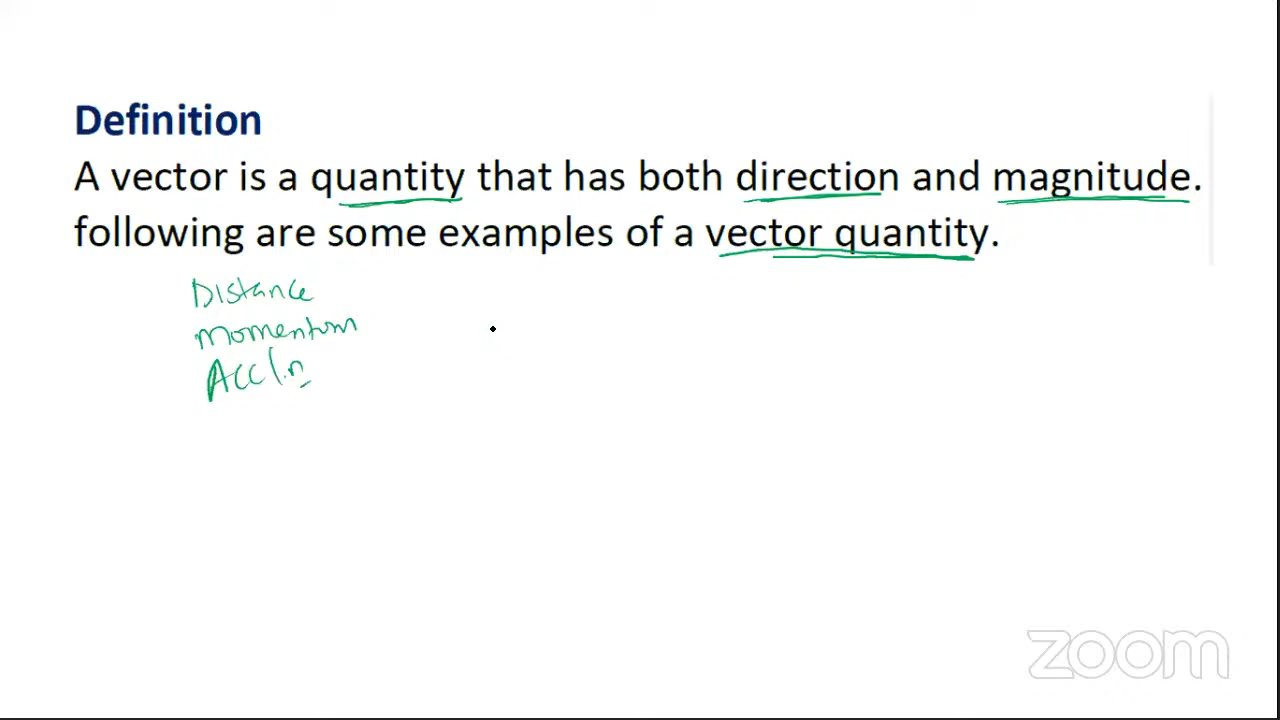 Definition
A vector is a quantity that has both direction and magnitude.
following are some examples of a vector quantity.
Distance
Momentum
Accl.n
zoom